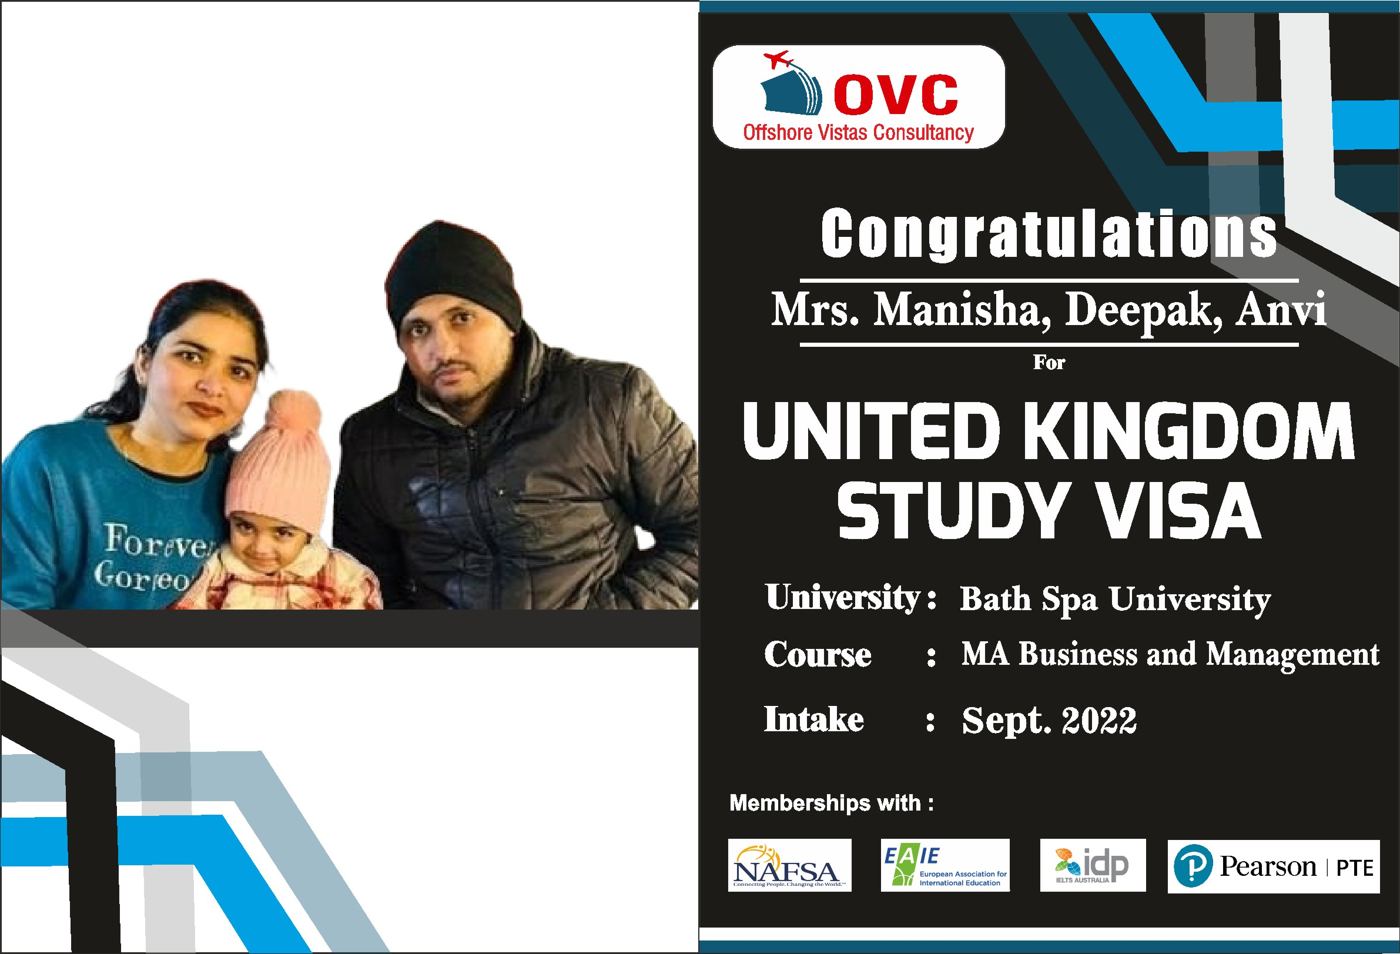 OVC
Offshore Vistas Consultancy
Congratulations
Mrs. Manisha, Deepak, Anvi
For
UNITED KINGDOM
STUDY VISA
University : Bath Spa University
Course : MA Business and Management
Intake : Sept. 2022
Forever
Gorgeo
Memberships with :
NAFSA
Connecting People. Changing the World.™
EAIE
European Association for
International Education
idp
IELTS AUSTRALIA
P Pearson | PTE